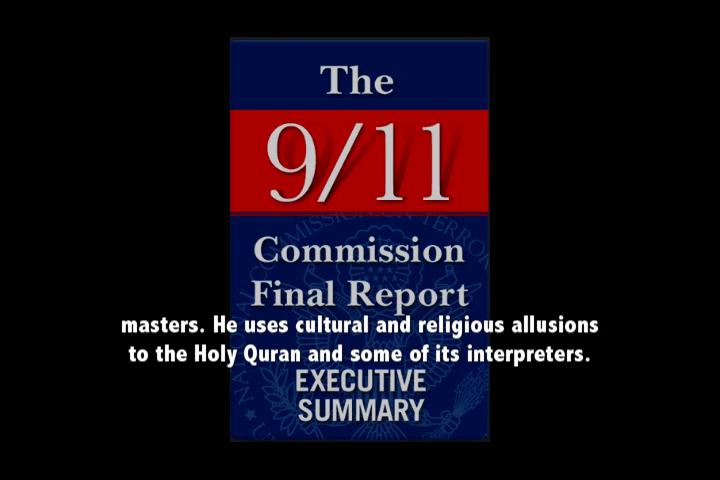 The
9/11
Commission
Final Report
masters. He uses cultural and religious allusions
to the Holy Quran and some of its interpreters.
EXECUTIVE
SUMMARY